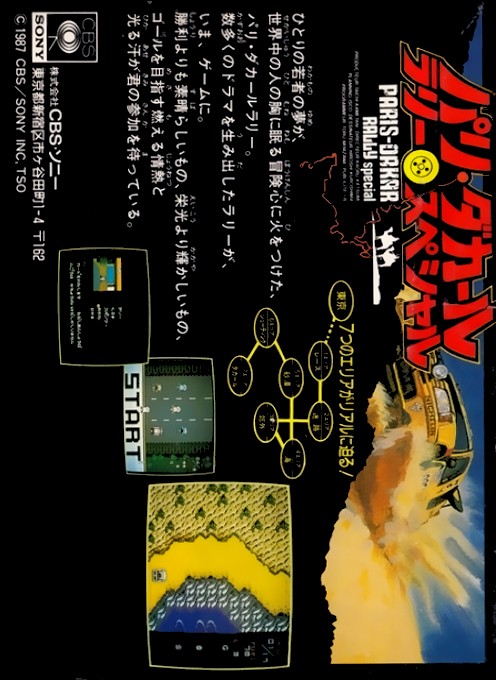 パリ・ダカール
ラリー スペシャル
PARIS-DAKAR
RALLY special
ひとりの若者の夢が、
世界中の人の胸に眠る冒険心に火をつけた、
パリ・ダカールラリー。
数多くのドラマを生み出したラリーが、
いま、ゲームに。
勝利よりも素晴らしいもの、栄光より輝かしいもの、
ゴールを目指す燃える情熱と
光る汗が君の参加を待っている。
東京
7つのエリアがリアルに迫る!
START
CBS
SONY
株式会社 CBS・ソニー
東京都新宿区市ヶ谷田町1-4 〒162
© 1987 CBS/SONY INC, TSO